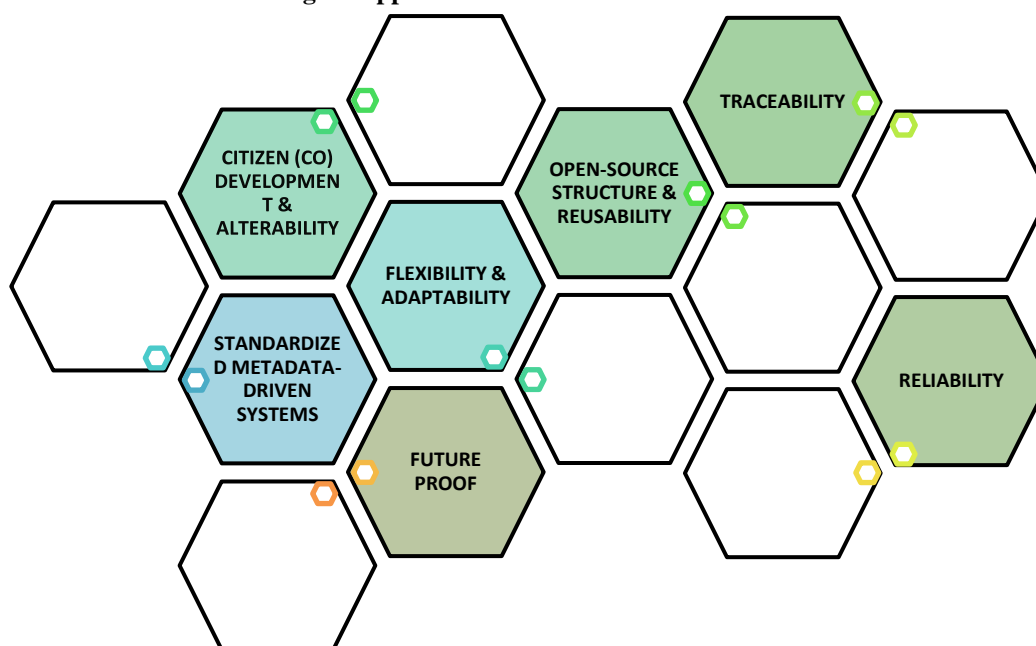 TRACEABILITY
CITIZEN (CO)
DEVELOPMEN
T &
ALTERABILITY
OPEN-SOURCE
STRUCTURE &
REUSABILITY
FLEXIBILITY &
ADAPTABILITY
STANDARDIZE
D METADATA-
DRIVEN
SYSTEMS
RELIABILITY
FUTURE
PROOF